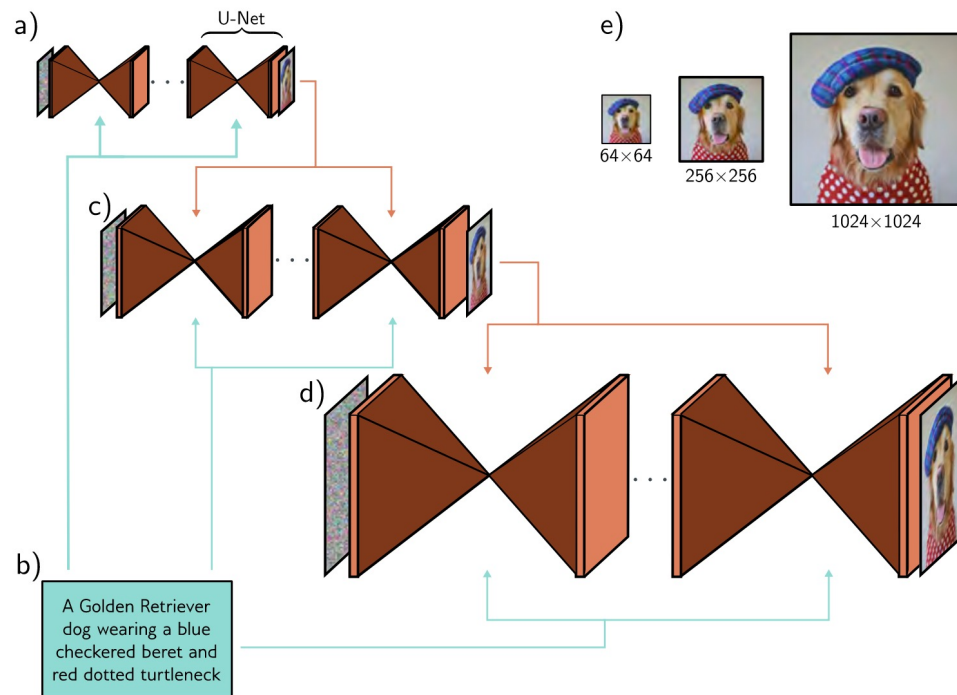 a)
U-Net
e)
64×64
256×256
1024×1024
c)
d)
b)
A Golden Retriever
dog wearing a blue
checkered beret and
red dotted turtleneck